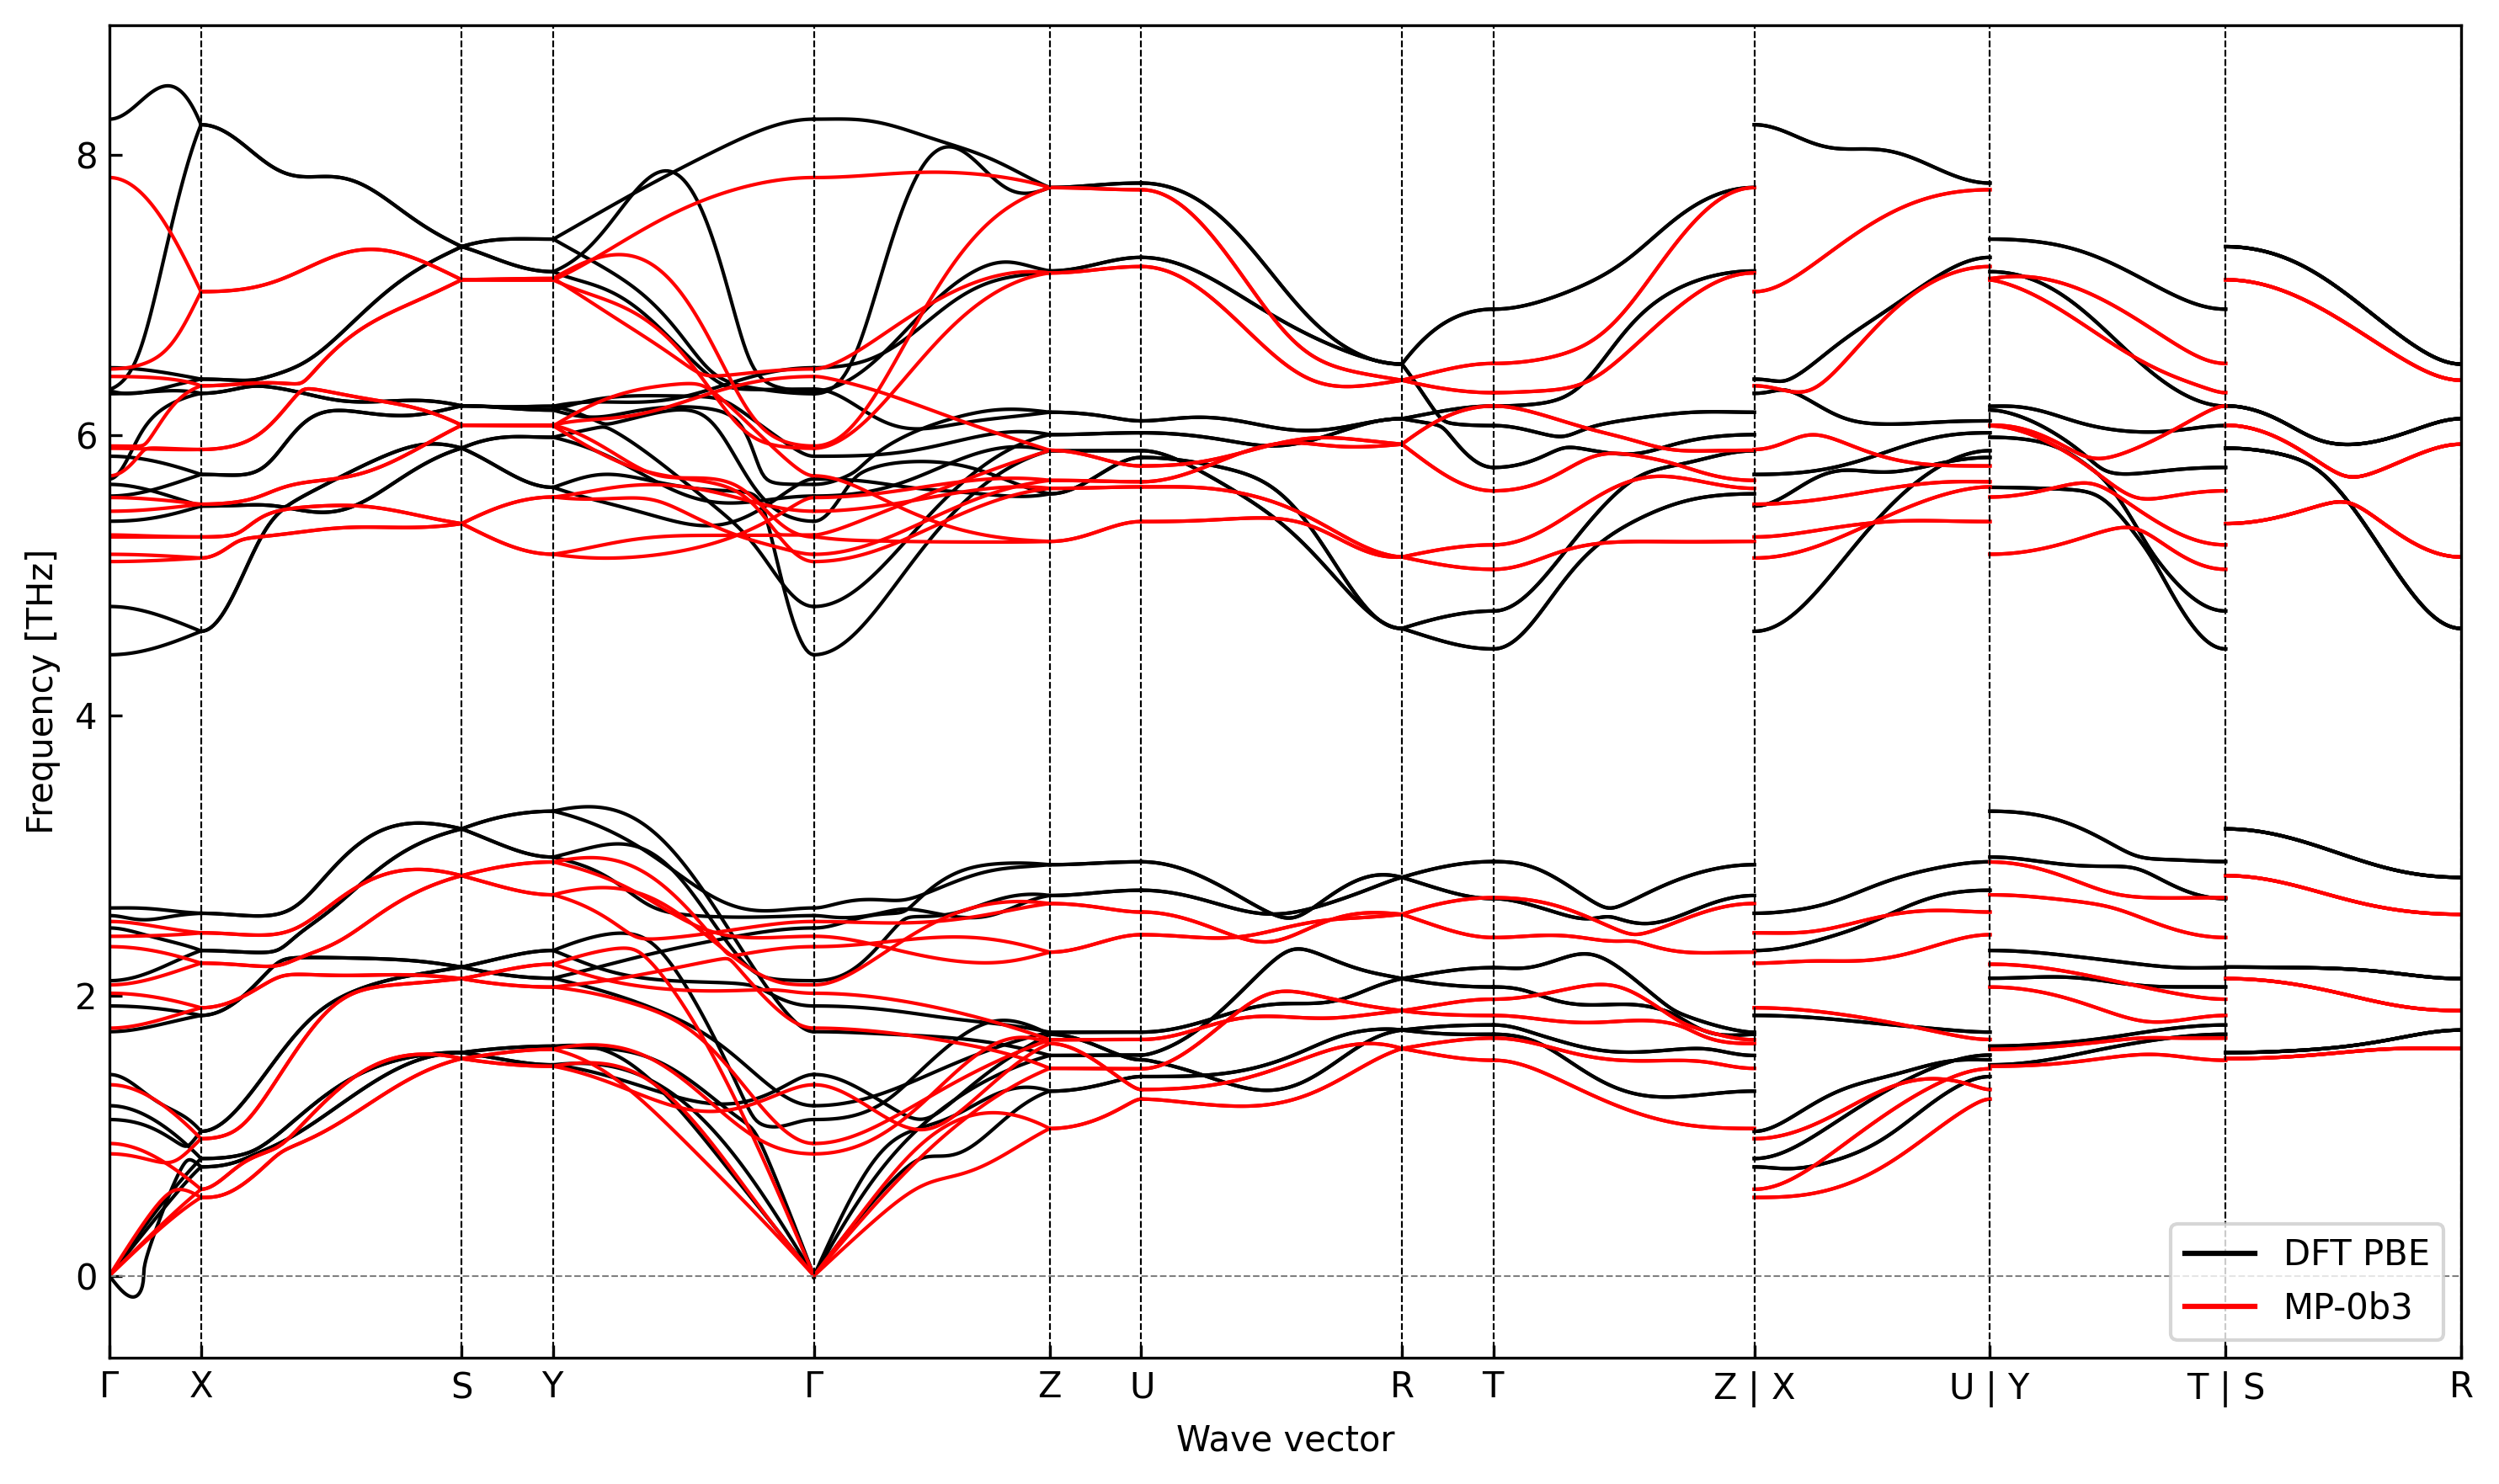 8
6
4
2
0
Frequency [THz]
Γ X S Y Γ Z U R T Z | X U | Y T | S R
Wave vector
DFT PBE
MP-0b3